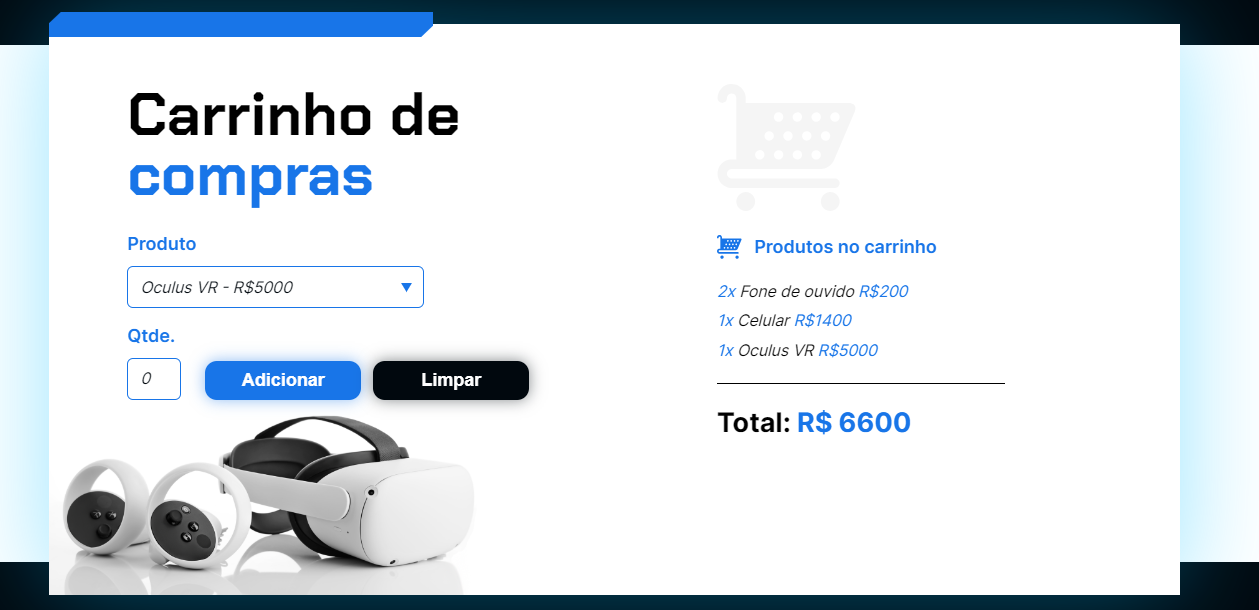 Carrinho de
compras
Produto
Oculus VR - R$5000
Qtde.
0
Adicionar
Limpar
Produtos no carrinho
2x Fone de ouvido R$200
1x Celular R$1400
1x Oculus VR R$5000
Total: R$ 6600